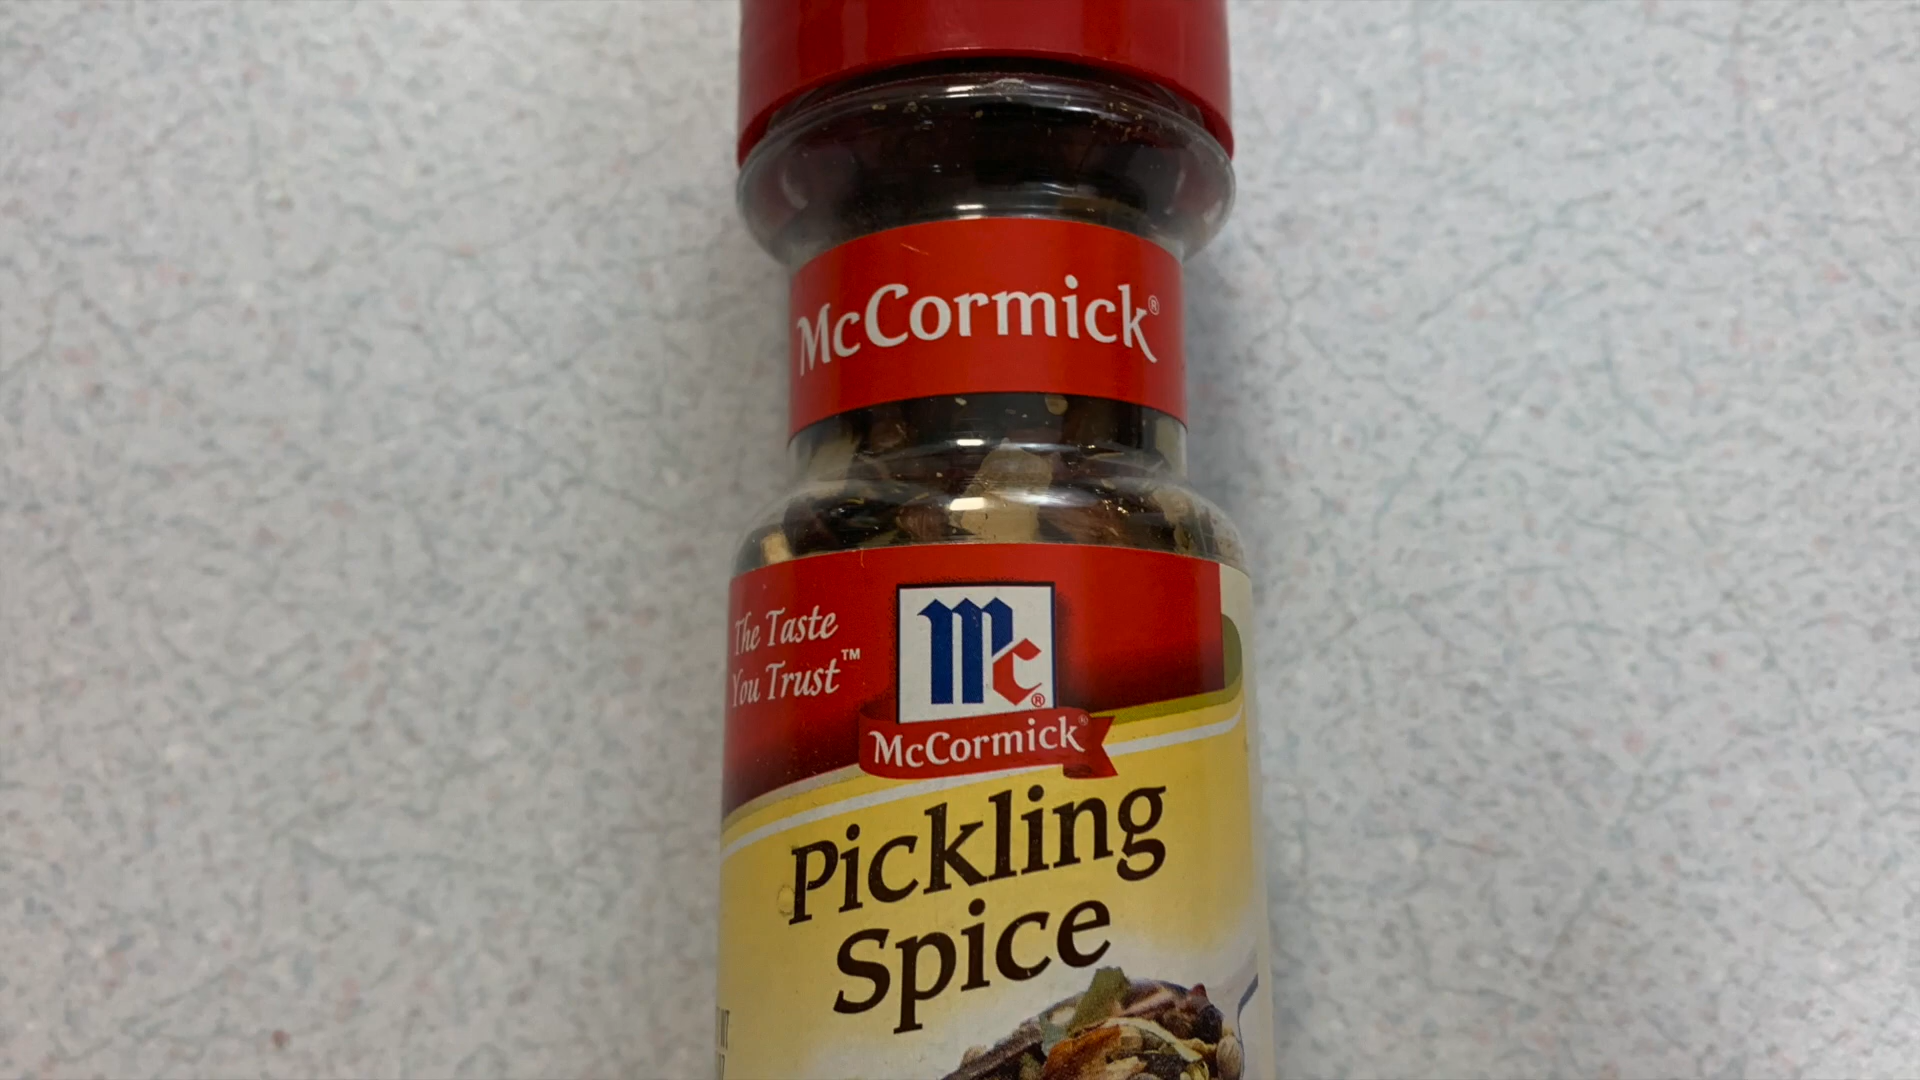 McCormick®
The Taste
You Trust™
Mc®
McCormick®
Pickling
Spice